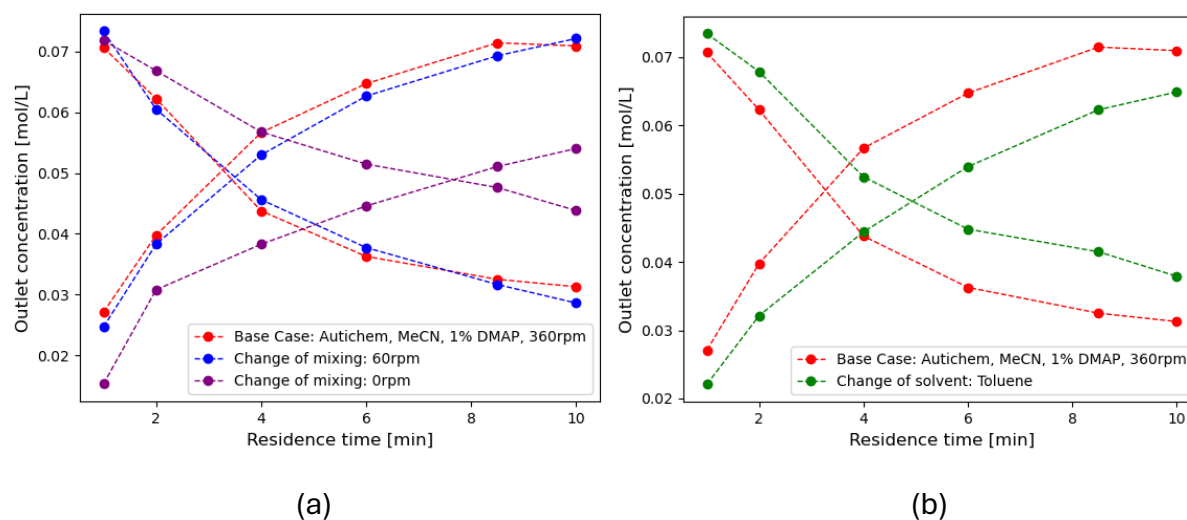 Outlet concentration [mol/L]
0.07
0.06
0.05
0.04
0.03
0.02
Base Case: Autichem, MeCN, 1% DMAP, 360rpm
Change of mixing: 60rpm
Change of mixing: 0rpm
2
4
6
8
10
Residence time [min]
(a)
Outlet concentration [mol/L]
0.07
0.06
0.05
0.04
0.03
0.02
Base Case: Autichem, MeCN, 1% DMAP, 360rpm
Change of solvent: Toluene
2
4
6
8
10
Residence time [min]
(b)